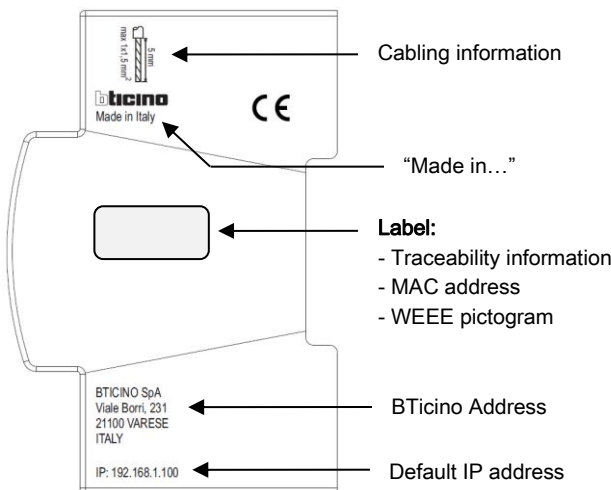 5 mm
max 1x1,5 mm²
Cabling information
bticino
Made in Italy
CE
"Made in…"
Label:
- Traceability information
- MAC address
- WEEE pictogram
BTICINO SpA
Viale Borri, 231
21100 VARESE
ITALY
BTicino Address
IP: 192.168.1.100
Default IP address